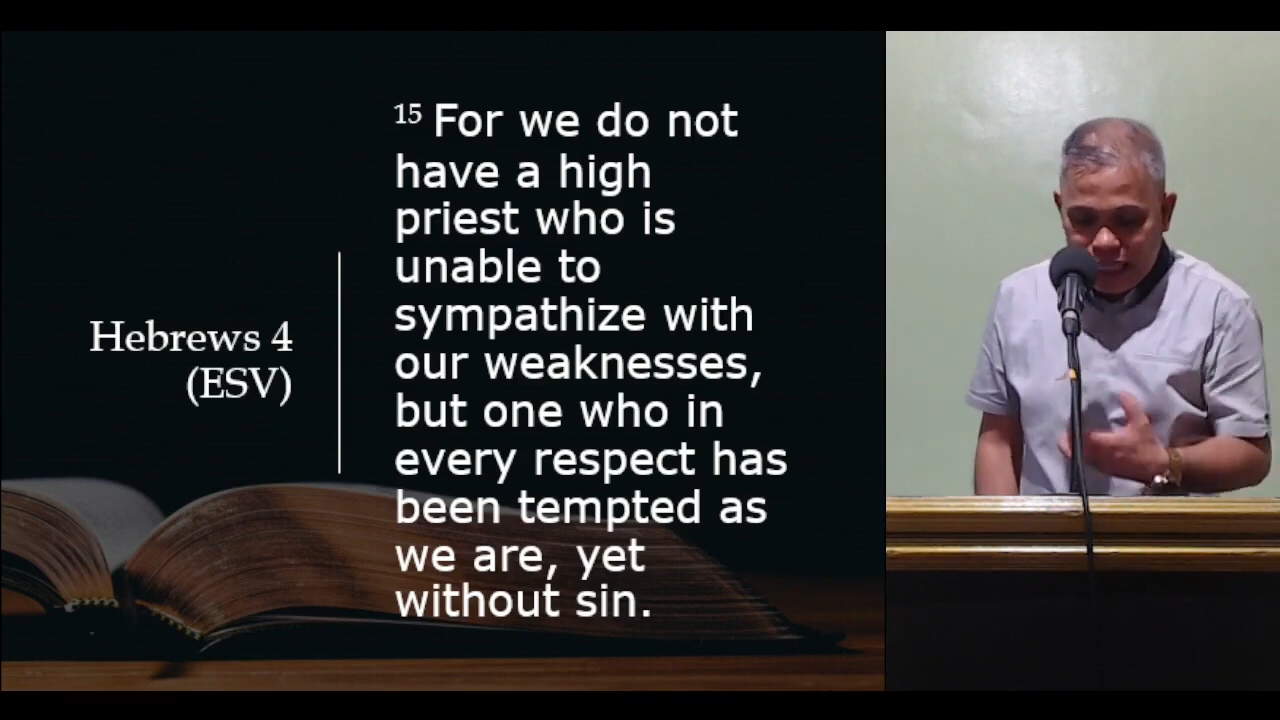 Hebrews 4
(ESV)
15 For we do not
have a high
priest who is
unable to
sympathize with
our weaknesses,
but one who in
every respect has
been tempted as
we are, yet
without sin.